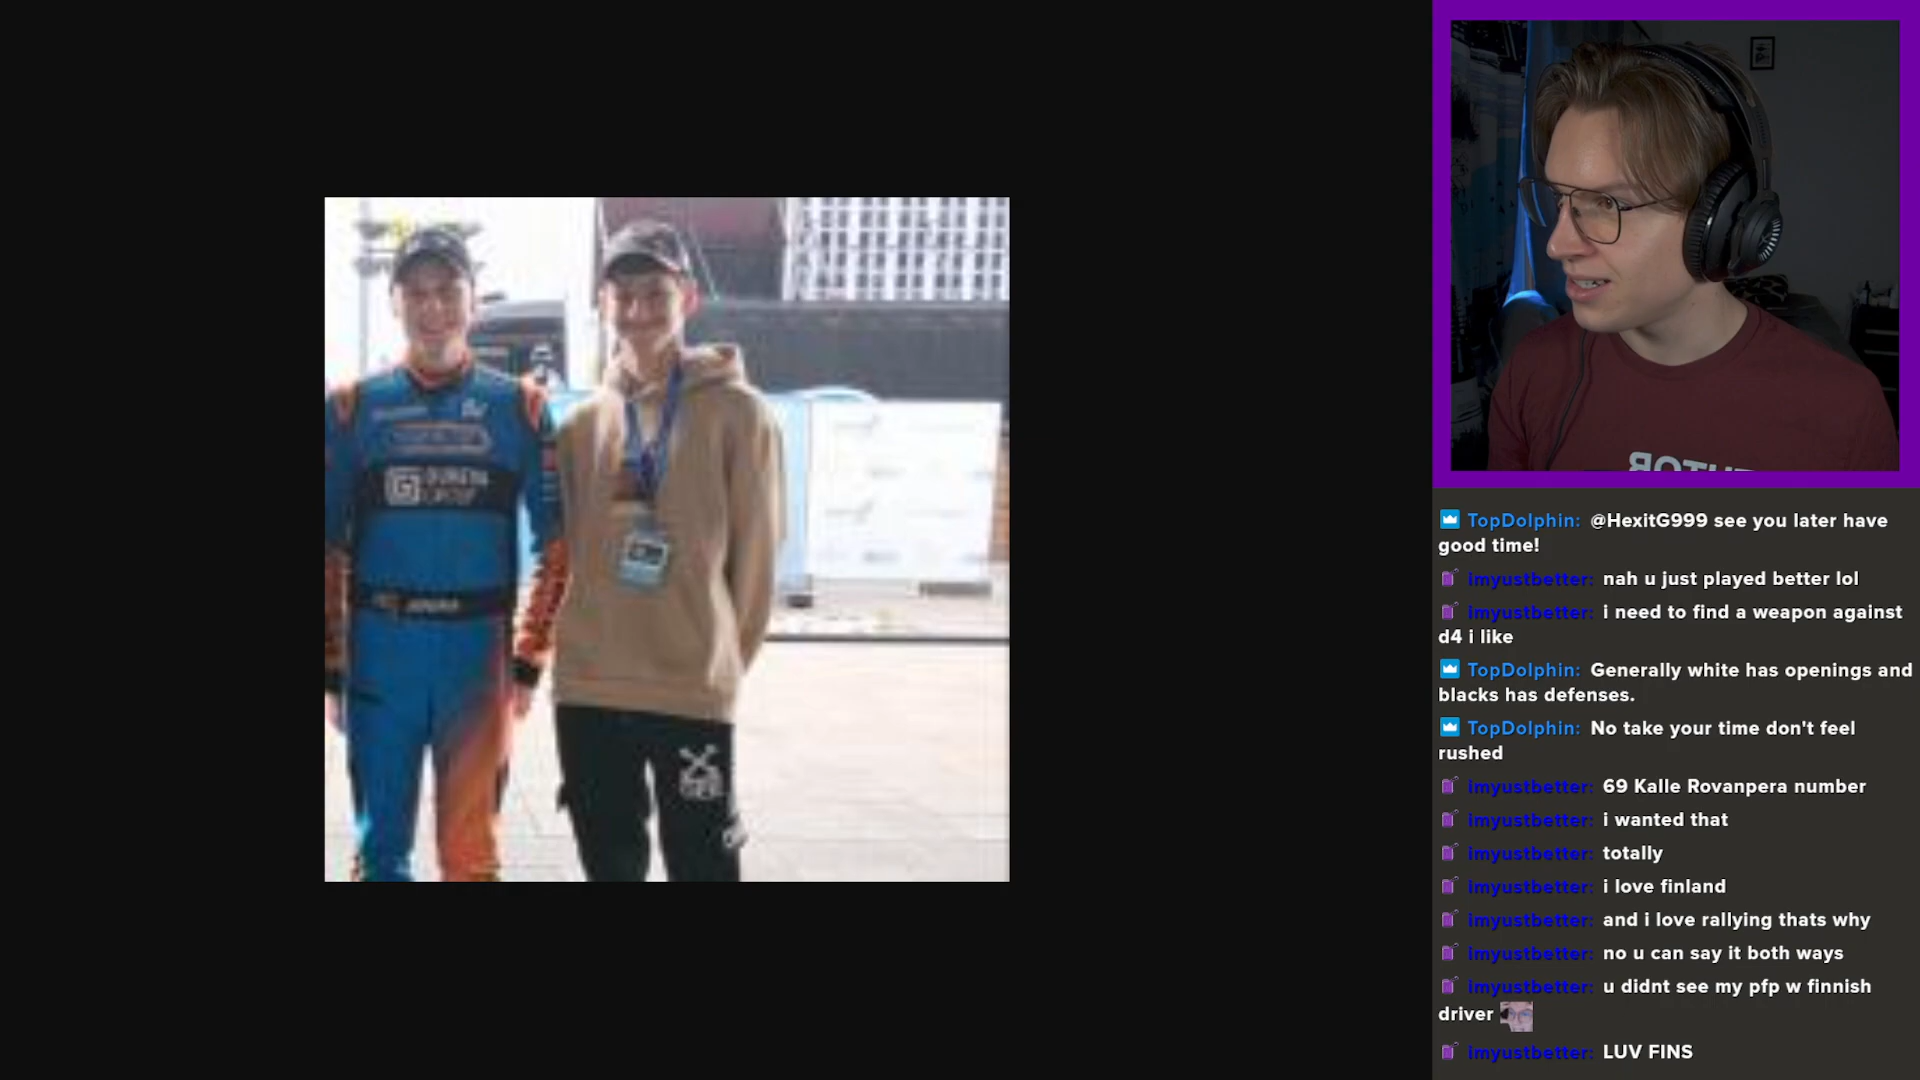 TopDolphin: @HexitG999 see you later have
good time!
imyustbetter: nah u just played better lol
imyustbetter: i need to find a weapon against
d4 i like
TopDolphin: Generally white has openings and
blacks has defenses.
TopDolphin: No take your time don't feel
rushed
imyustbetter: 69 Kalle Rovanpera number
imyustbetter: i wanted that
imyustbetter: totally
imyustbetter: i love finland
imyustbetter: and i love rallying thats why
imyustbetter: no u can say it both ways
imyustbetter: u didnt see my pfp w finnish
driver
imyustbetter: LUV FINS